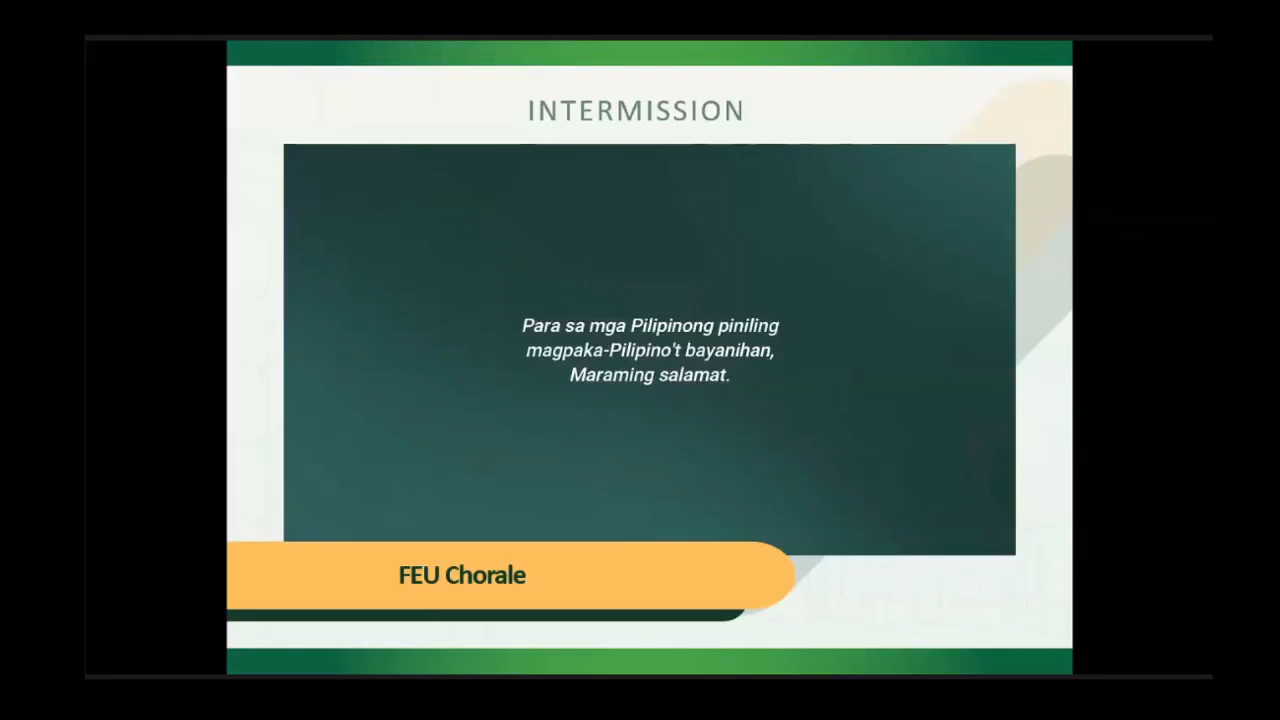 INTERMISSION
Para sa mga Pilipinong piniling
magpaka-Pilipino't bayanihan,
Maraming salamat.
FEU Chorale